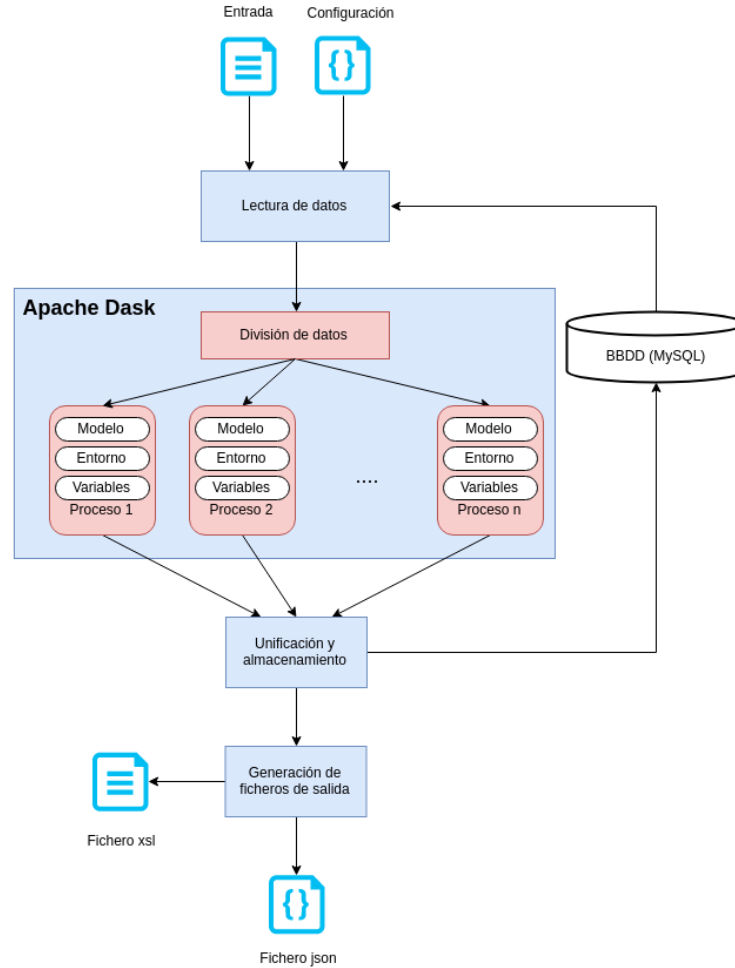 Entrada
Configuración
Lectura de datos
Apache Dask
División de datos
BBDD (MySQL)
Modelo
Entorno
Variables
Proceso 1
Modelo
Entorno
Variables
Proceso 2
....
Modelo
Entorno
Variables
Proceso n
Unificación y
almacenamiento
Generación de
ficheros de salida
Fichero xsl
Fichero json